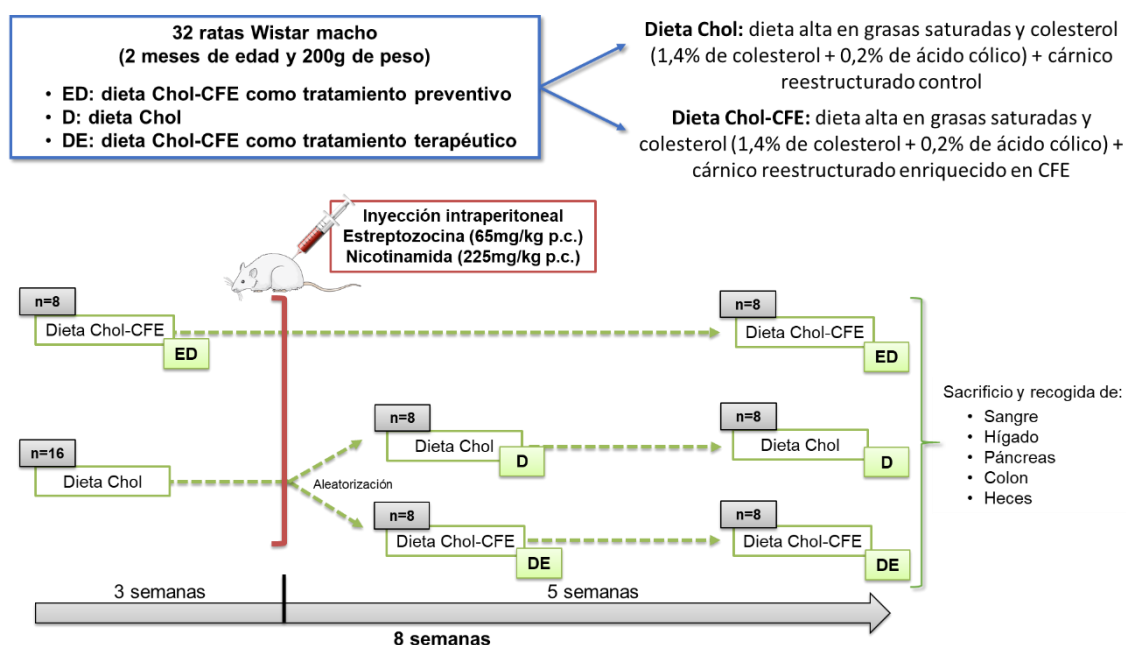 32 ratas Wistar macho
(2 meses de edad y 200g de peso)
• ED: dieta Chol-CFE como tratamiento preventivo
• D: dieta Chol
• DE: dieta Chol-CFE como tratamiento terapéutico
Dieta Chol: dieta alta en grasas saturadas y colesterol
(1,4% de colesterol + 0,2% de ácido cólico) + cárnico
reestructurado control
Dieta Chol-CFE: dieta alta en grasas saturadas y
colesterol (1,4% de colesterol + 0,2% de ácido cólico) +
cárnico reestructurado enriquecido en CFE
Inyección intraperitoneal
Estreptozocina (65mg/kg p.c.)
Nicotinamida (225mg/kg p.c.)
n=8
Dieta Chol-CFE
ED
n=8
Dieta Chol-CFE
ED
n=16
Dieta Chol
Aleatorización
n=8
Dieta Chol
D
n=8
Dieta Chol
D
n=8
Dieta Chol-CFE
DE
n=8
Dieta Chol-CFE
DE
Sacrificio y recogida de:
• Sangre
• Hígado
• Páncreas
• Colon
• Heces
3 semanas
5 semanas
8 semanas